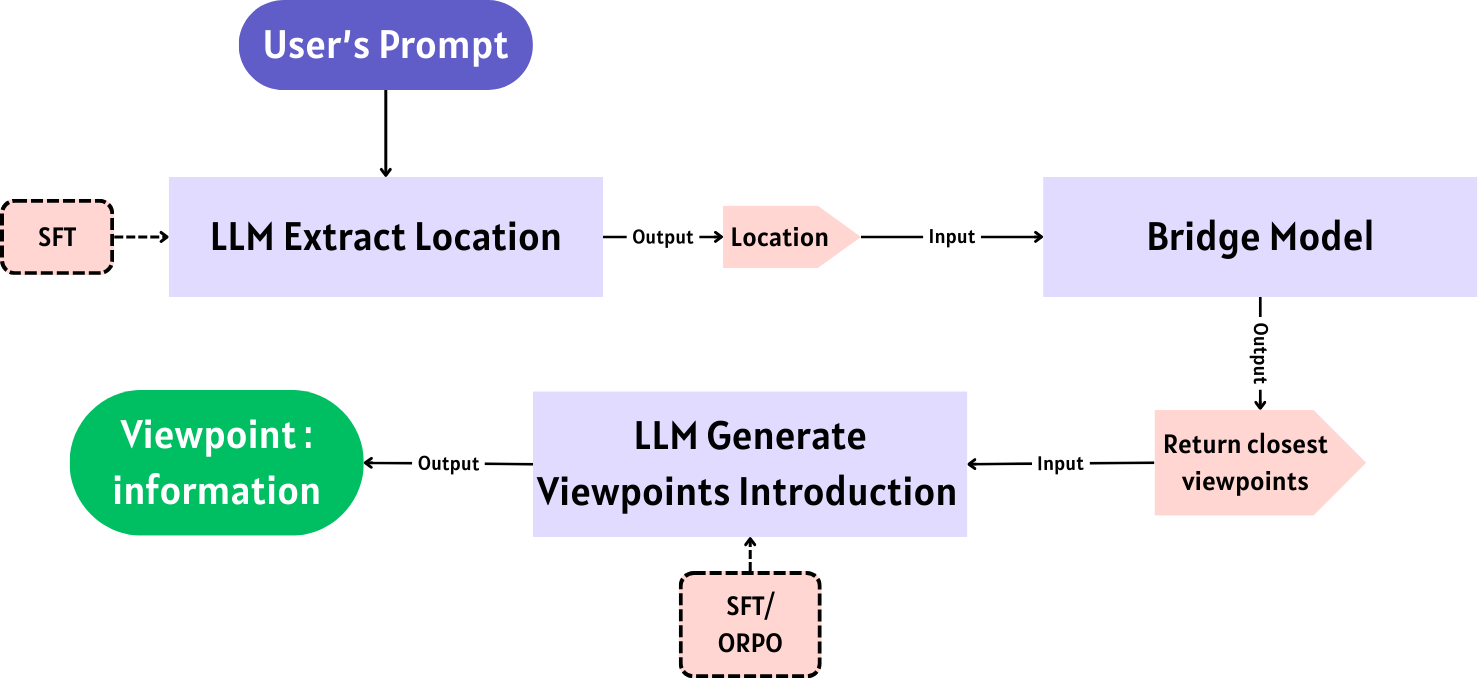 User's Prompt
SFT
LLM Extract Location
Output
Location
Input
Bridge Model
Output
Return closest
viewpoints
Input
LLM Generate
Viewpoints Introduction
Output
Viewpoint :
information
SFT/
ORPO